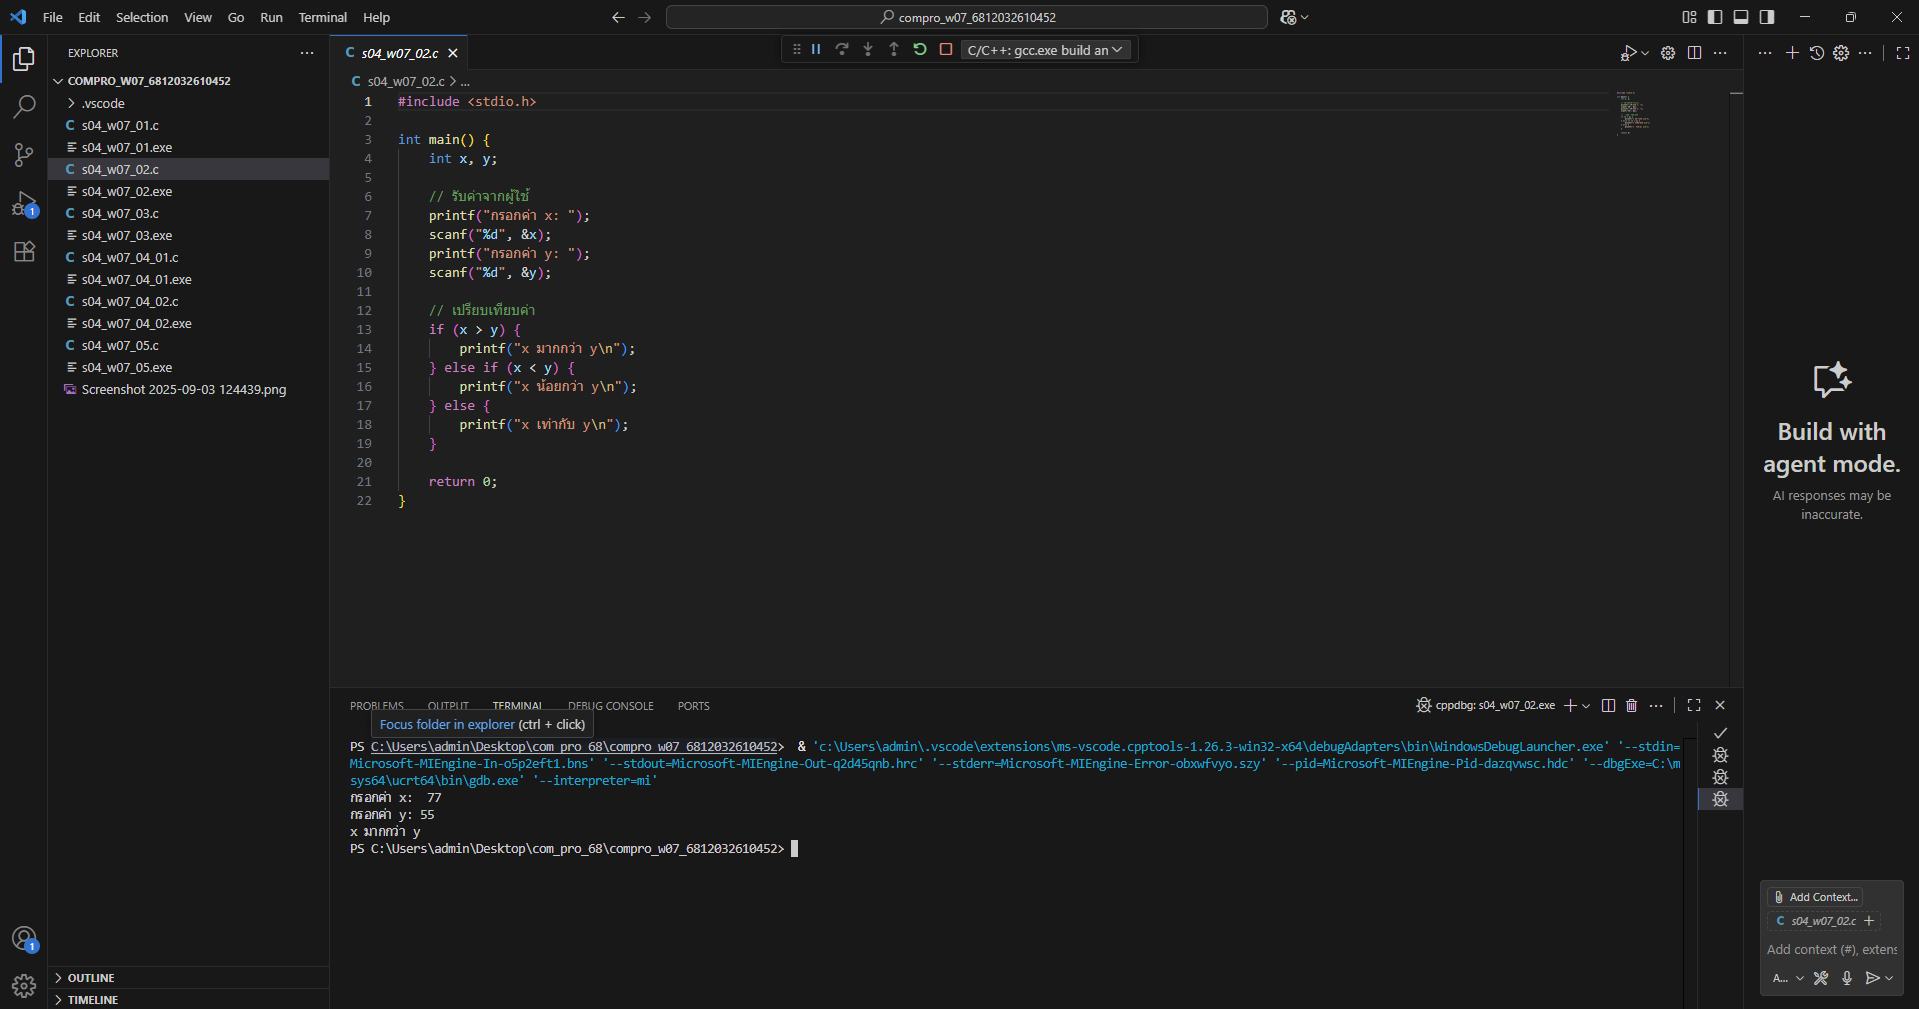 File Edit Selection View Go Run Terminal Help
compro_w07_6812032610452
EXPLORER
COMPRO_W07_6812032610452
.vscode
C s04_w07_01.c
s04_w07_01.exe
C s04_w07_02.c
s04_w07_02.exe
C s04_w07_03.c
s04_w07_03.exe
C s04_w07_04_01.c
s04_w07_04_01.exe
C s04_w07_04_02.c
s04_w07_04_02.exe
C s04_w07_05.c
s04_w07_05.exe
Screenshot 2025-09-03 124439.png
OUTLINE
TIMELINE
1
1
C s04_w07_02.c
C/C++: gcc.exe build an
C s04_w07_02.c > ...
1 #include <stdio.h>
2
3 int main() {
4 int x, y;
5
6 // รับค่าจากผู้ใช้
7 printf("กรอกค่า x: ");
8 scanf("%d", &x);
9 printf("กรอกค่า y: ");
10 scanf("%d", &y);
11
12 // เปรียบเทียบค่า
13 if (x > y) {
14 printf("x มากกว่า y\n");
15 } else if (x < y) {
16 printf("x น้อยกว่า y\n");
17 } else {
18 printf("x เท่ากับ y\n");
19 }
20
21 return 0;
22 }
PROBLEMS OUTPUT TERMINAL DEBUG CONSOLE PORTS
cppdbg: s04_w07_02.exe
Focus folder in explorer (ctrl + click)
PS C:\Users\admin\Desktop\com_pro_68\compro_w07_6812032610452> & 'c:\Users\admin\.vscode\extensions\ms-vscode.cpptools-1.26.3-win32-x64\debugAdapters\bin\WindowsDebugLauncher.exe' '--stdin=
Microsoft-MIEngine-In-o5p2eft1.bns' '--stdout=Microsoft-MIEngine-Out-q2d45qnb.hrc' '--stderr=Microsoft-MIEngine-Error-obxwfvyo.szy' '--pid=Microsoft-MIEngine-Pid-dazqvwsc.hdc' '--dbgExe=C:\m
sys64\ucrt64\bin\gdb.exe' '--interpreter=mi'
กรอกค่า x: 77
กรอกค่า y: 55
x มากกว่า y
PS C:\Users\admin\Desktop\com_pro_68\compro_w07_6812032610452>
Build with
agent mode.
AI responses may be
inaccurate.
Add Context...
C s04_w07_02.c
Add context (#), extens
A...